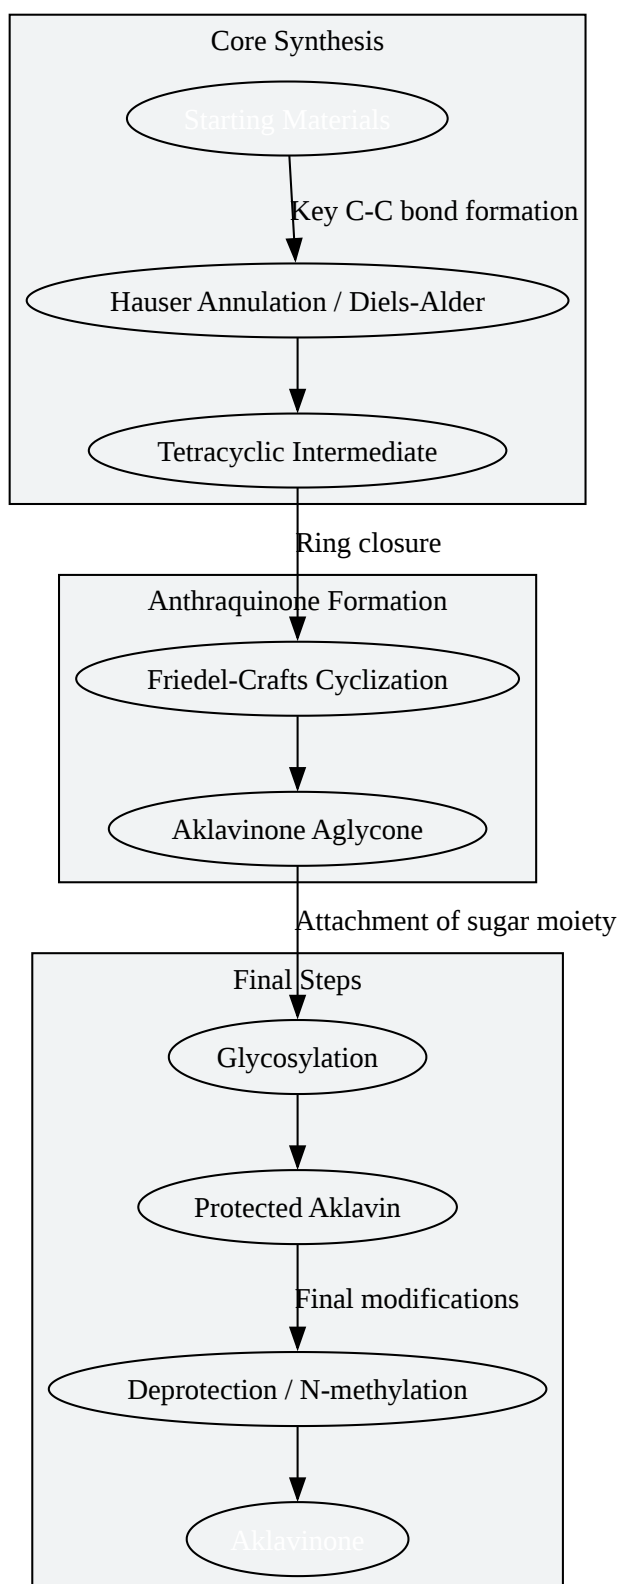 Core Synthesis
Starting Materials
Key C-C bond formation
Hauser Annulation / Diels-Alder
Tetracyclic Intermediate
Ring closure
Anthraquinone Formation
Friedel-Crafts Cyclization
Aklavinone Aglycone
Attachment of sugar moiety
Final Steps
Glycosylation
Protected Aklavin
Final modifications
Deprotection / N-methylation
Aklavinone